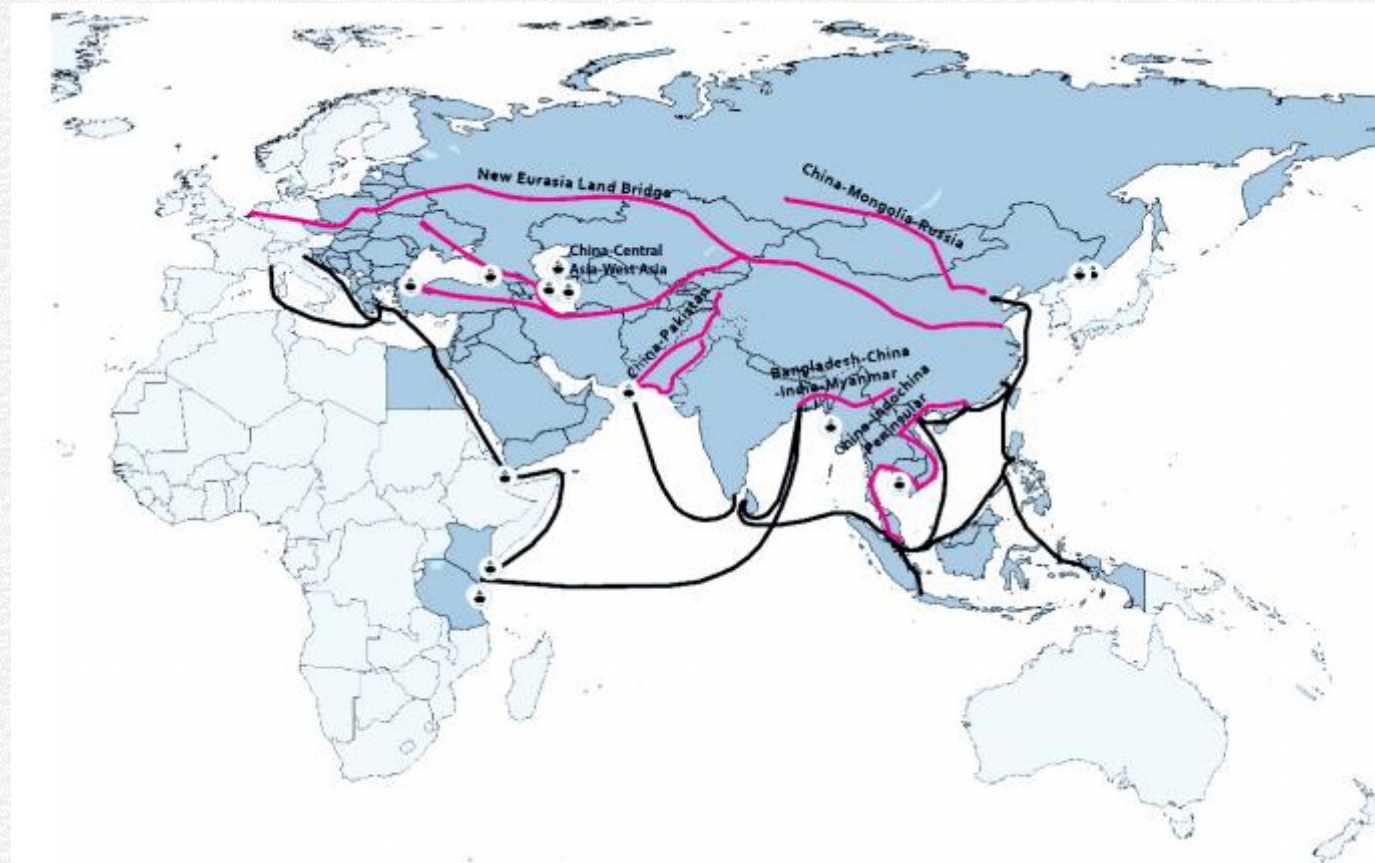 New Eurasia Land Bridge
China-Mongolia-Russia
China-Central
Asia-West Asia
China-Pakistan
Bangladesh-China
-India-Myanmar
China-Indochina
Peninsular